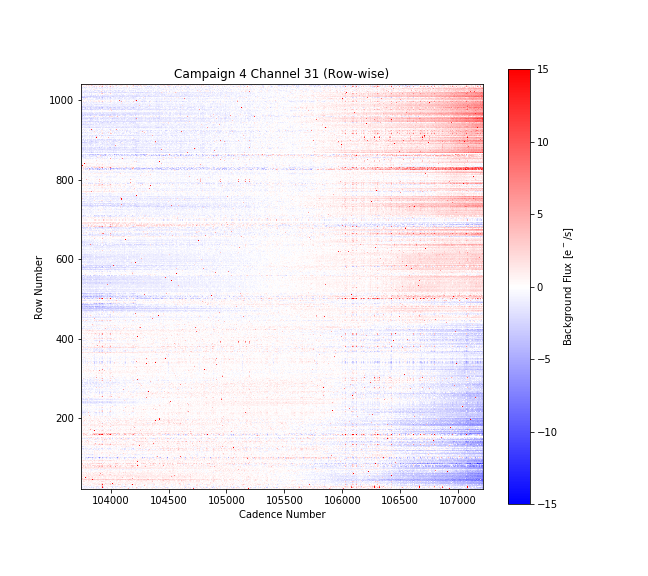 Campaign 4 Channel 31 (Row-wise)
1000
800
600
400
200
Row Number
104000 104500 105000 105500 106000 106500 107000
Cadence Number
15
10
5
0
−5
−10
−15
Background Flux [e⁻/s]